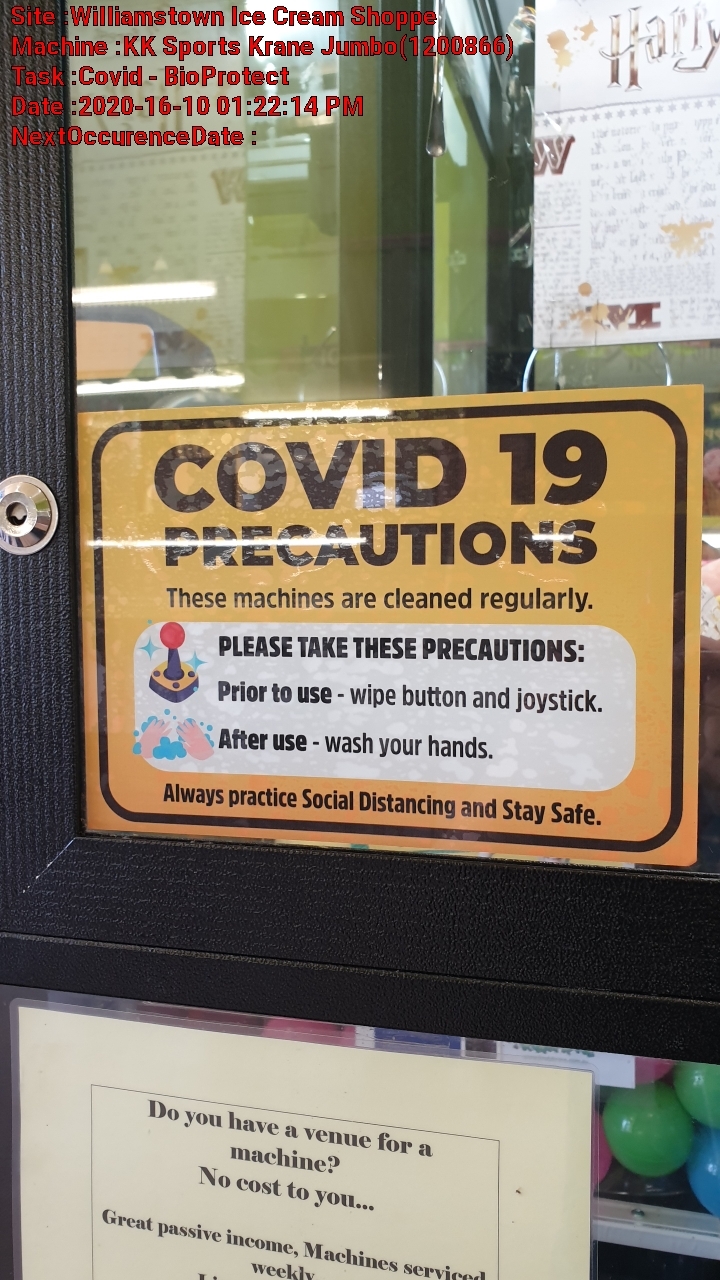 Site :Williamstown Ice Cream Shoppe
Machine :KK Sports Krane Jumbo(1200866)
Task :Covid - BioProtect
Date :2020-16-10 01:22:14 PM
NextOccurenceDate :
Harry
COVID 19
PRECAUTIONS
These machines are cleaned regularly.
PLEASE TAKE THESE PRECAUTIONS:
Prior to use - wipe button and joystick.
After use - wash your hands.
Always practice Social Distancing and Stay Safe.
Do you have a venue for a
machine?
No cost to you...
Great passive income, Machines serviced
weekly